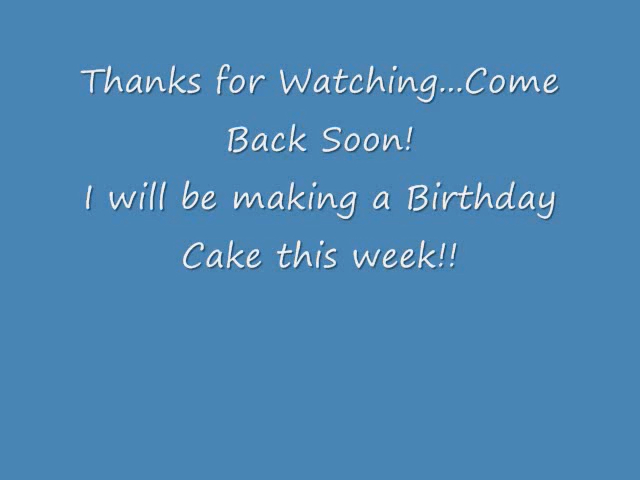 Thanks for Watching...Come
Back Soon!
I will be making a Birthday
Cake this week!!